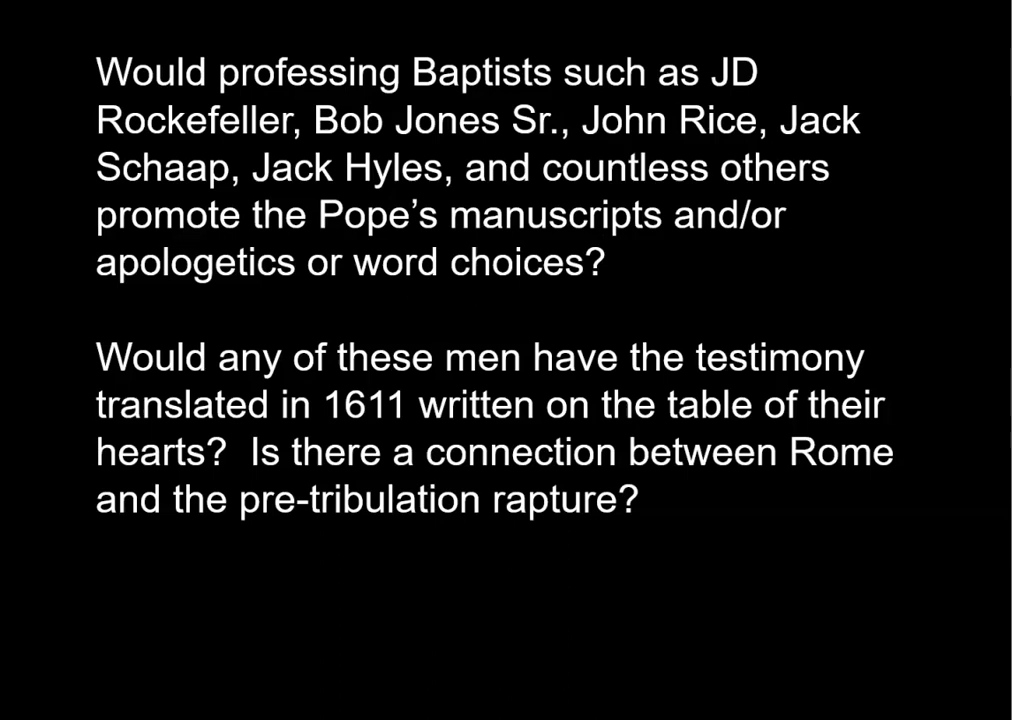 Would professing Baptists such as JD
Rockefeller, Bob Jones Sr., John Rice, Jack
Schaap, Jack Hyles, and countless others
promote the Pope’s manuscripts and/or
apologetics or word choices?
Would any of these men have the testimony
translated in 1611 written on the table of their
hearts?  Is there a connection between Rome
and the pre-tribulation rapture?